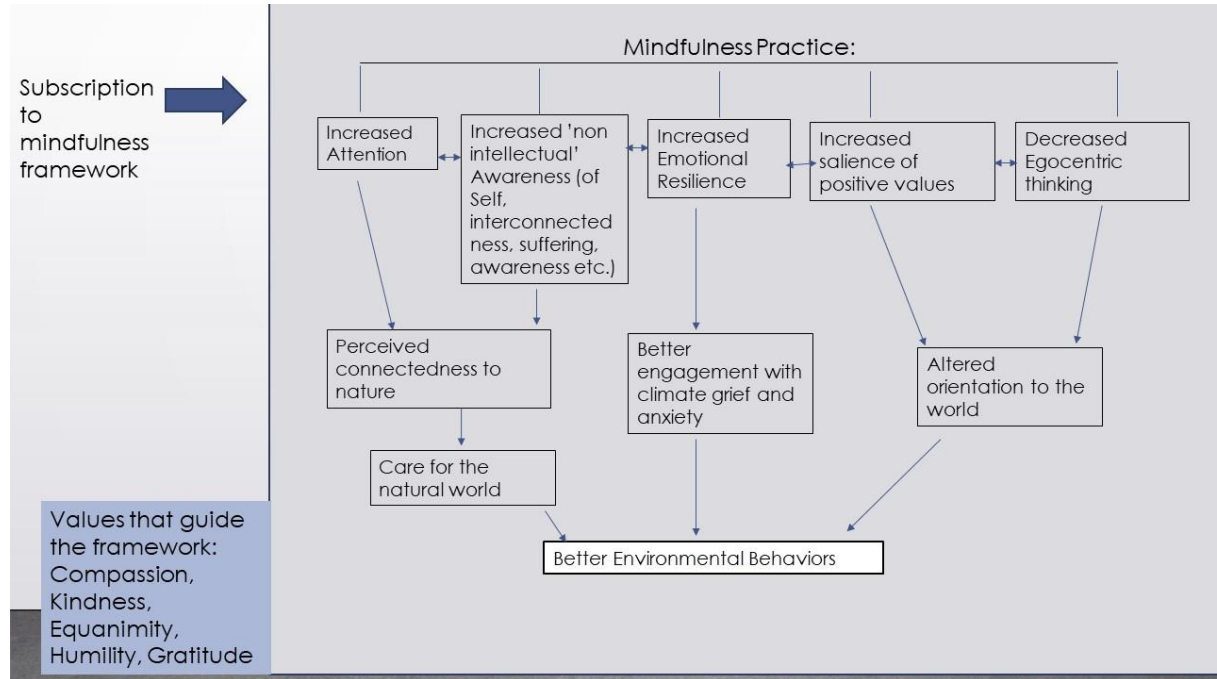 Mindfulness Practice:
Subscription
to
mindfulness
framework
Increased
Attention
Increased ’non
intellectual’
Awareness (of
Self,
interconnected
ness, suffering,
awareness etc.)
Increased
Emotional
Resilience
Increased
salience of
positive values
Decreased
Egocentric
thinking
Perceived
connectedness to
nature
Better
engagement with
climate grief and
anxiety
Altered
orientation to the
world
Care for the
natural world
Better Environmental Behaviors
Values that guide
the framework:
Compassion,
Kindness,
Equanimity,
Humility, Gratitude